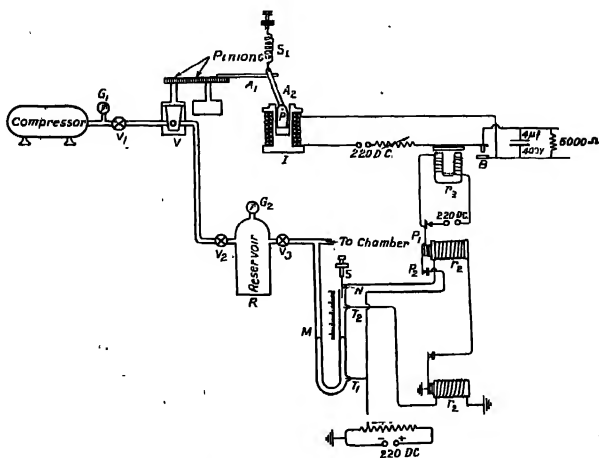 S₁
Pinions
A₁
A₂
G₁
Compressor
V₁
V
P
I
220 D.C.
B
4μf
400V
5000Ω
r₃
G₂
220 DC.
P₁
To Chamber
r₂
V₂
V₃
P₂
S
Reservoir
N
T₂
R
M
T₁
r₂
- +
220 DC